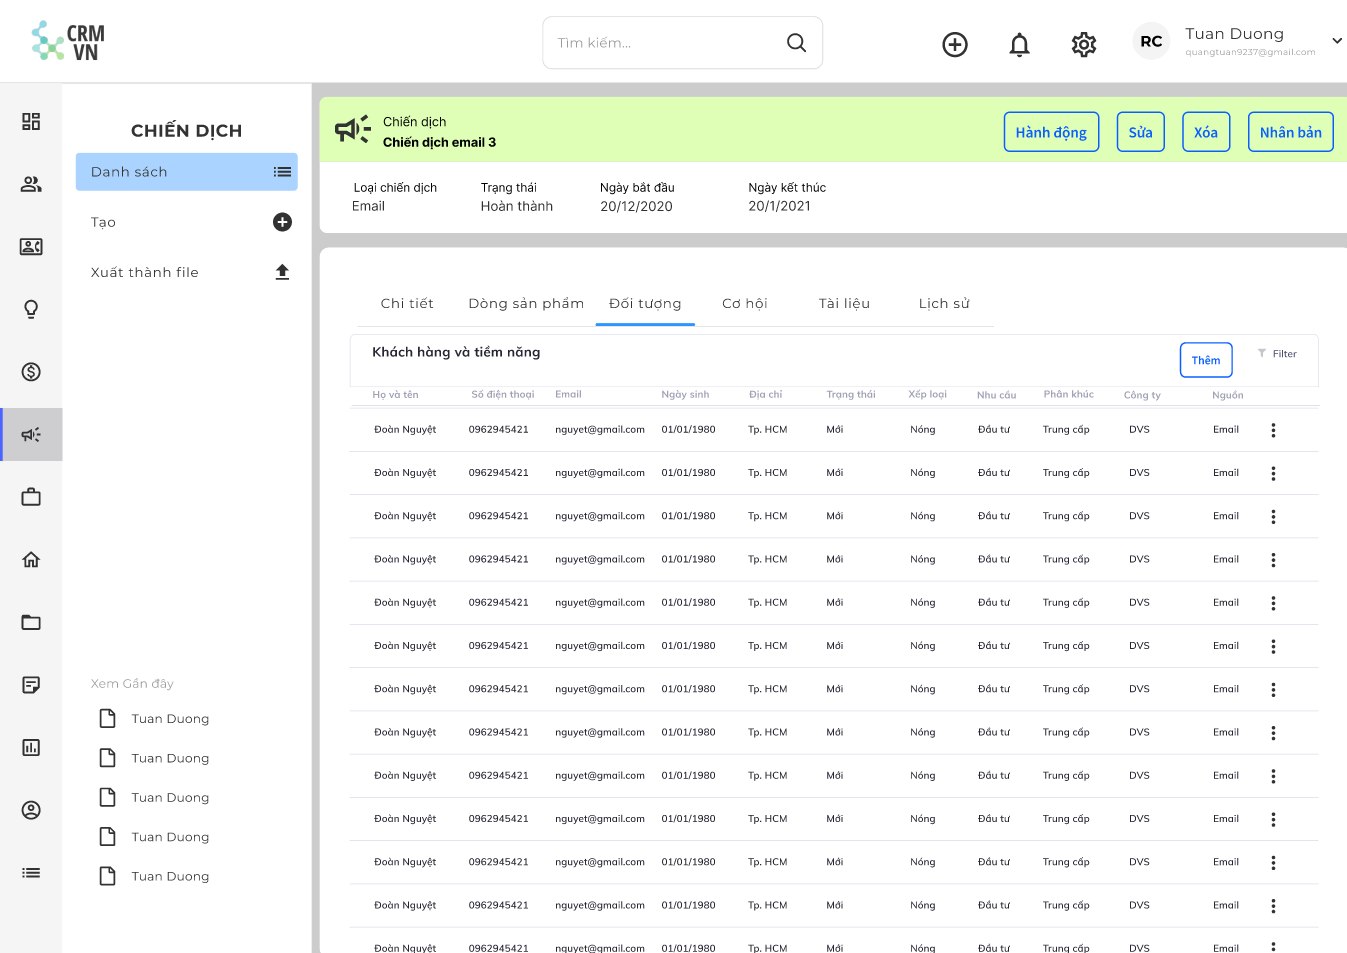 CRM
VN
Tìm kiếm...
RC
Tuan Duong
quangtuan9237@gmail.com
CHIẾN DỊCH
Danh sách
Tạo
Xuất thành file
Xem Gần đây
Tuan Duong
Tuan Duong
Tuan Duong
Tuan Duong
Tuan Duong
Chiến dịch
Chiến dịch email 3
Hành động Sửa Xóa Nhân bản
Loại chiến dịch Trạng thái Ngày bắt đầu Ngày kết thúc
Email Hoàn thành 20/12/2020 20/1/2021
Chi tiết Dòng sản phẩm Đối tượng Cơ hội Tài liệu Lịch sử
Khách hàng và tiềm năng Thêm Filter
Họ và tên Số điện thoại Email Ngày sinh Địa chỉ Trạng thái Xếp loại Nhu cầu Phân khúc Công ty Nguồn
Đoàn Nguyệt 0962945421 nguyet@gmail.com 01/01/1980 Tp. HCM Mới Nóng Đầu tư Trung cấp DVS Email
Đoàn Nguyệt 0962945421 nguyet@gmail.com 01/01/1980 Tp. HCM Mới Nóng Đầu tư Trung cấp DVS Email
Đoàn Nguyệt 0962945421 nguyet@gmail.com 01/01/1980 Tp. HCM Mới Nóng Đầu tư Trung cấp DVS Email
Đoàn Nguyệt 0962945421 nguyet@gmail.com 01/01/1980 Tp. HCM Mới Nóng Đầu tư Trung cấp DVS Email
Đoàn Nguyệt 0962945421 nguyet@gmail.com 01/01/1980 Tp. HCM Mới Nóng Đầu tư Trung cấp DVS Email
Đoàn Nguyệt 0962945421 nguyet@gmail.com 01/01/1980 Tp. HCM Mới Nóng Đầu tư Trung cấp DVS Email
Đoàn Nguyệt 0962945421 nguyet@gmail.com 01/01/1980 Tp. HCM Mới Nóng Đầu tư Trung cấp DVS Email
Đoàn Nguyệt 0962945421 nguyet@gmail.com 01/01/1980 Tp. HCM Mới Nóng Đầu tư Trung cấp DVS Email
Đoàn Nguyệt 0962945421 nguyet@gmail.com 01/01/1980 Tp. HCM Mới Nóng Đầu tư Trung cấp DVS Email
Đoàn Nguyệt 0962945421 nguyet@gmail.com 01/01/1980 Tp. HCM Mới Nóng Đầu tư Trung cấp DVS Email
Đoàn Nguyệt 0962945421 nguyet@gmail.com 01/01/1980 Tp. HCM Mới Nóng Đầu tư Trung cấp DVS Email
Đoàn Nguyệt 0962945421 nguyet@gmail.com 01/01/1980 Tp. HCM Mới Nóng Đầu tư Trung cấp DVS Email
Đoàn Nguyệt 0962945421 nguyet@gmail.com 01/01/1980 Tp. HCM Mới Nóng Đầu tư Trung cấp DVS Email